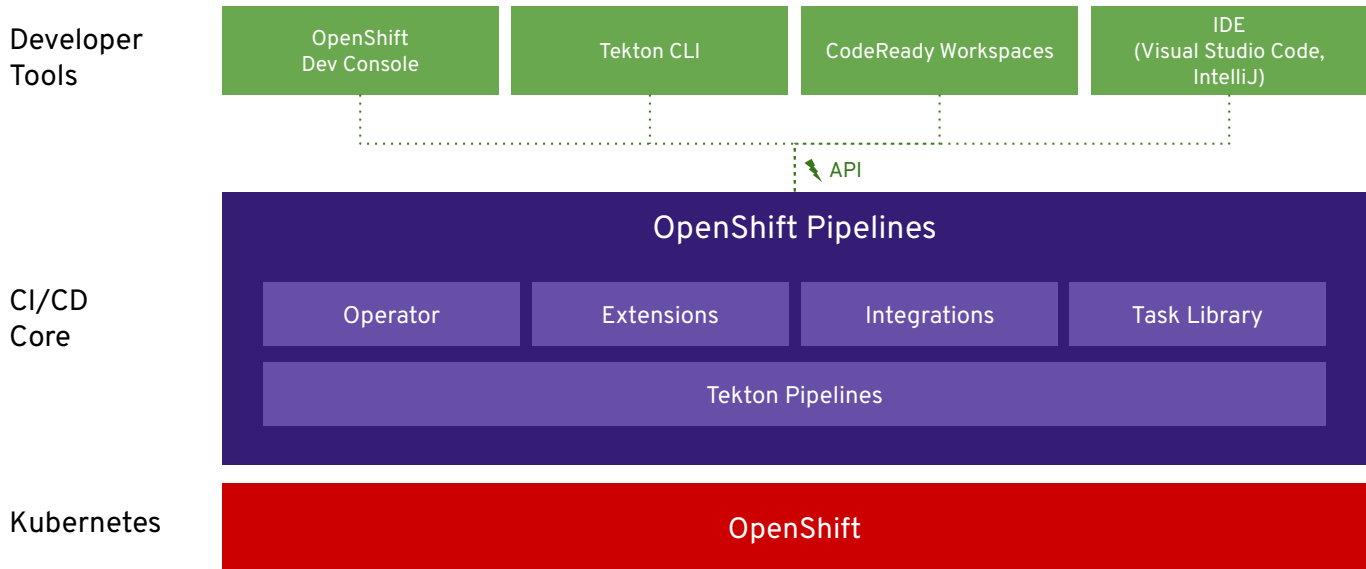 Developer
Tools
OpenShift
Dev Console
Tekton CLI
CodeReady Workspaces
IDE
(Visual Studio Code,
IntelliJ)
API
CI/CD
Core
OpenShift Pipelines
Operator
Extensions
Integrations
Task Library
Tekton Pipelines
Kubernetes
OpenShift